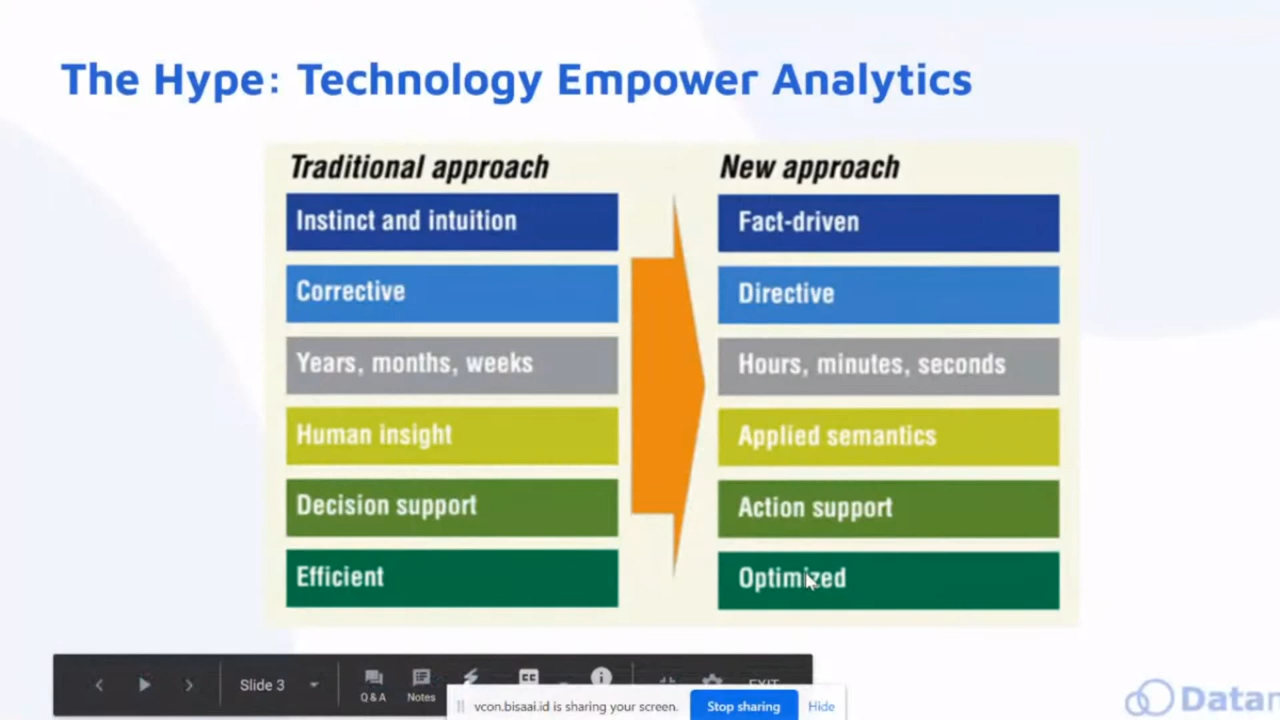 The Hype: Technology Empower Analytics
Traditional approach
Instinct and intuition
Corrective
Years, months, weeks
Human insight
Decision support
Efficient
New approach
Fact-driven
Directive
Hours, minutes, seconds
Applied semantics
Action support
Optimized
Slide 3
Q & A
Notes
CC
EXIT
vcon.bisaai.id is sharing your screen.
Stop sharing
Hide